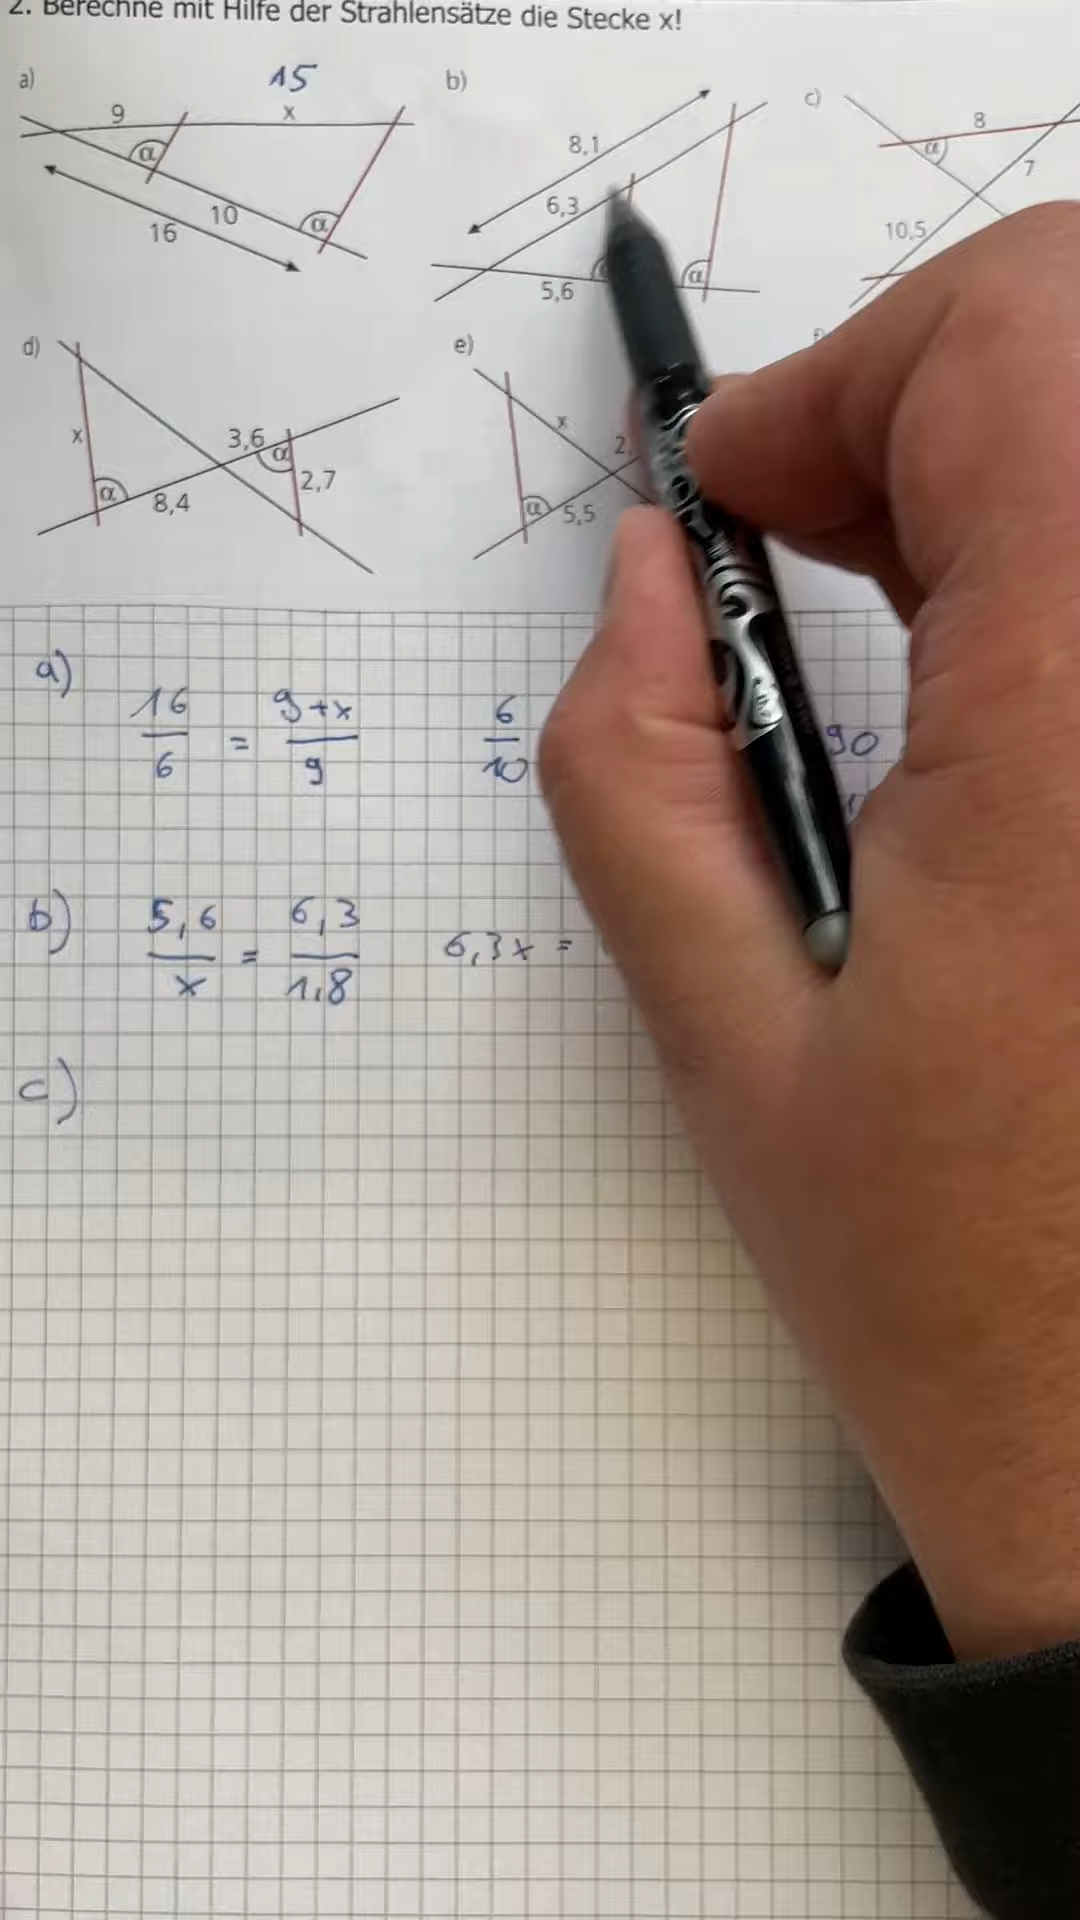 2. Berechne mit Hilfe der Strahlensätze die Stecke x!
a)
15
9
x
α
10
16
α
b)
8,1
6,3
5,6
α
c)
8
α
7
10,5
d)
x
α
8,4
3,6
α
2,7
e)
x
α
5,5
a)
16/6 = 9+x/9
6/10
90
b)
5,6/x = 6,3/1,8
6,3x =
c)